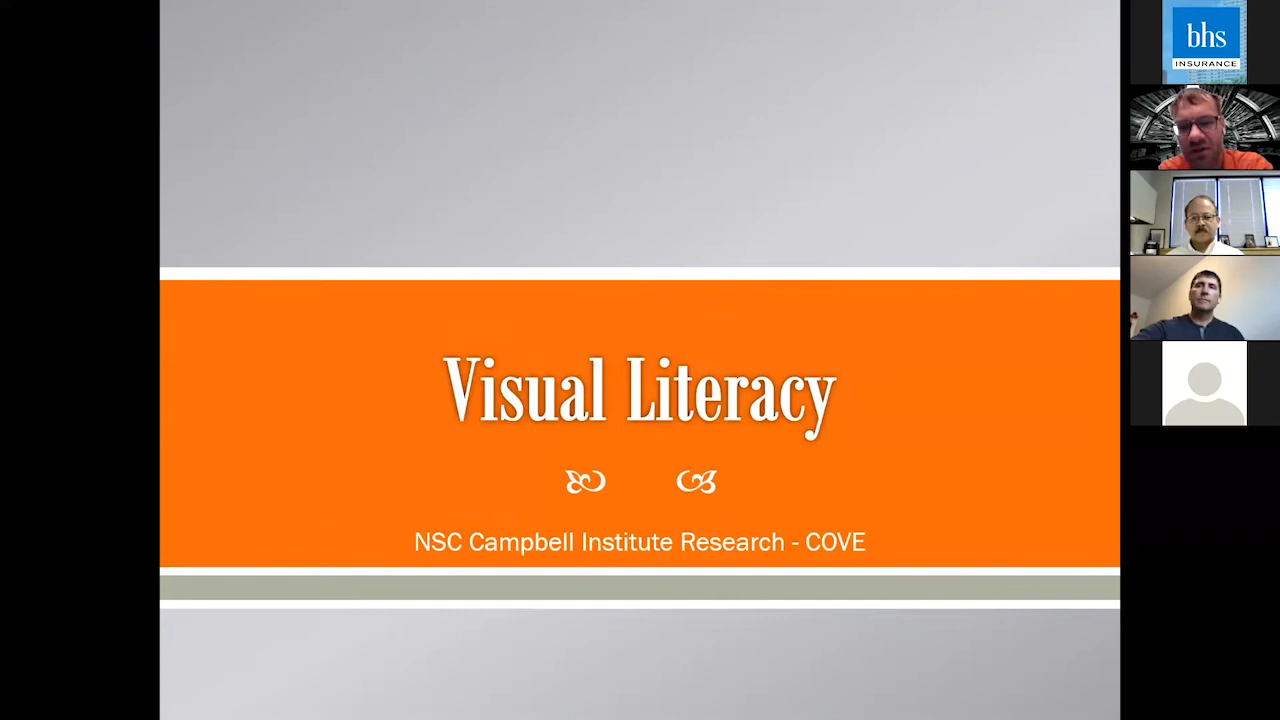 Visual Literacy
NSC Campbell Institute Research - COVE
bhs
INSURANCE